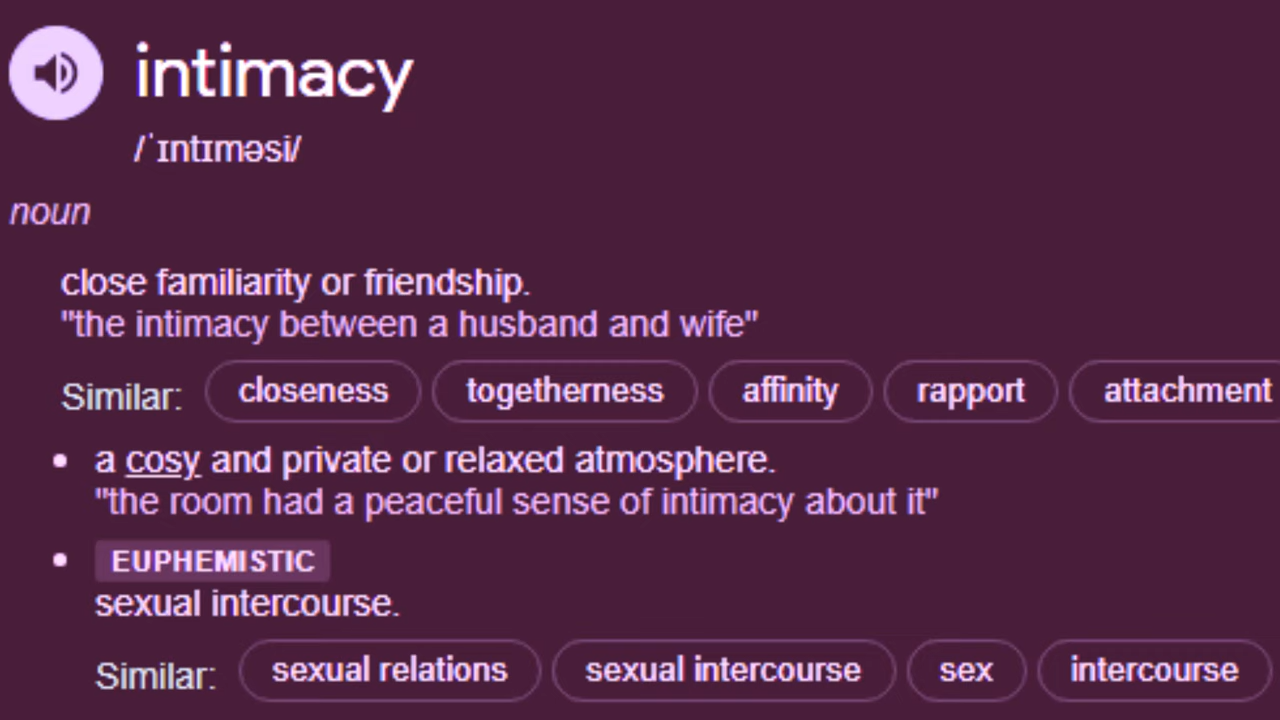 intimacy
/ˈɪntɪməsi/
noun
close familiarity or friendship.
"the intimacy between a husband and wife"
Similar: closeness togetherness affinity rapport attachment
• a cosy and private or relaxed atmosphere.
"the room had a peaceful sense of intimacy about it"
• EUPHEMISTIC
sexual intercourse.
Similar: sexual relations sexual intercourse sex intercourse